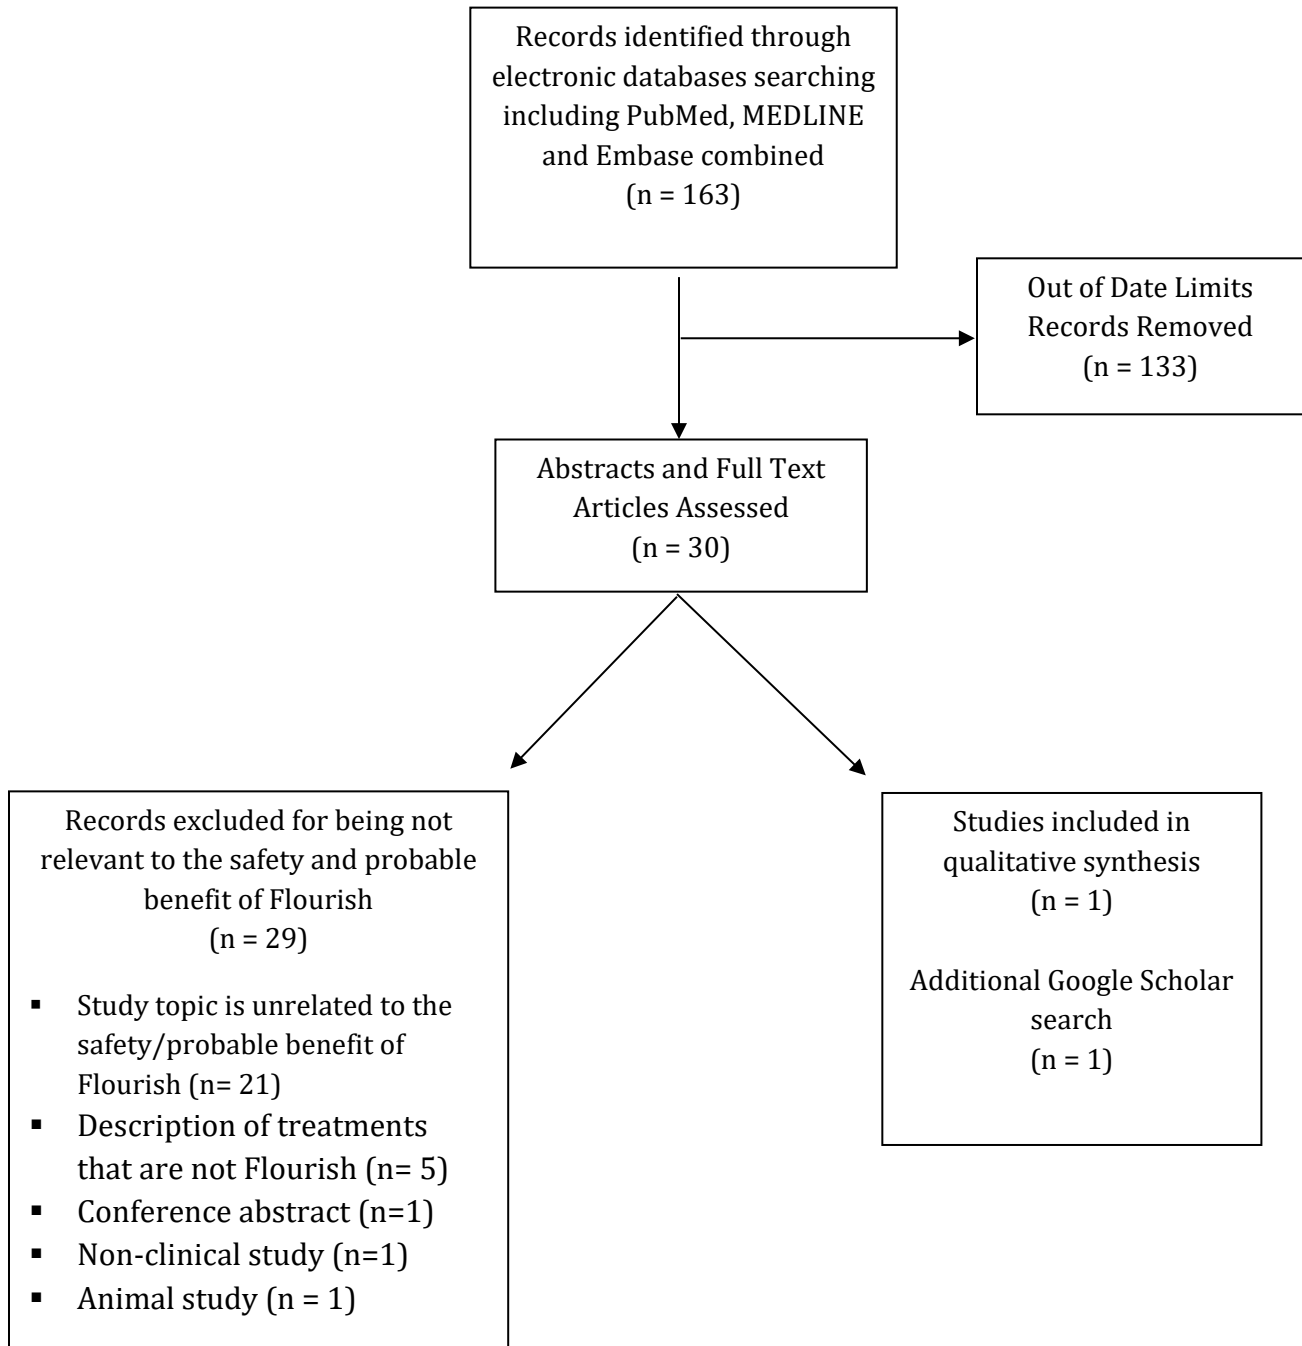 Records identified through
electronic databases searching
including PubMed, MEDLINE
and Embase combined
(n = 163)
Out of Date Limits
Records Removed
(n = 133)
Abstracts and Full Text
Articles Assessed
(n = 30)
Records excluded for being not
relevant to the safety and probable
benefit of Flourish
(n = 29)
▪ Study topic is unrelated to the
safety/probable benefit of
Flourish (n= 21)
▪ Description of treatments
that are not Flourish (n= 5)
▪ Conference abstract (n=1)
▪ Non-clinical study (n=1)
▪ Animal study (n = 1)
Studies included in
qualitative synthesis
(n = 1)
Additional Google Scholar
search
(n = 1)